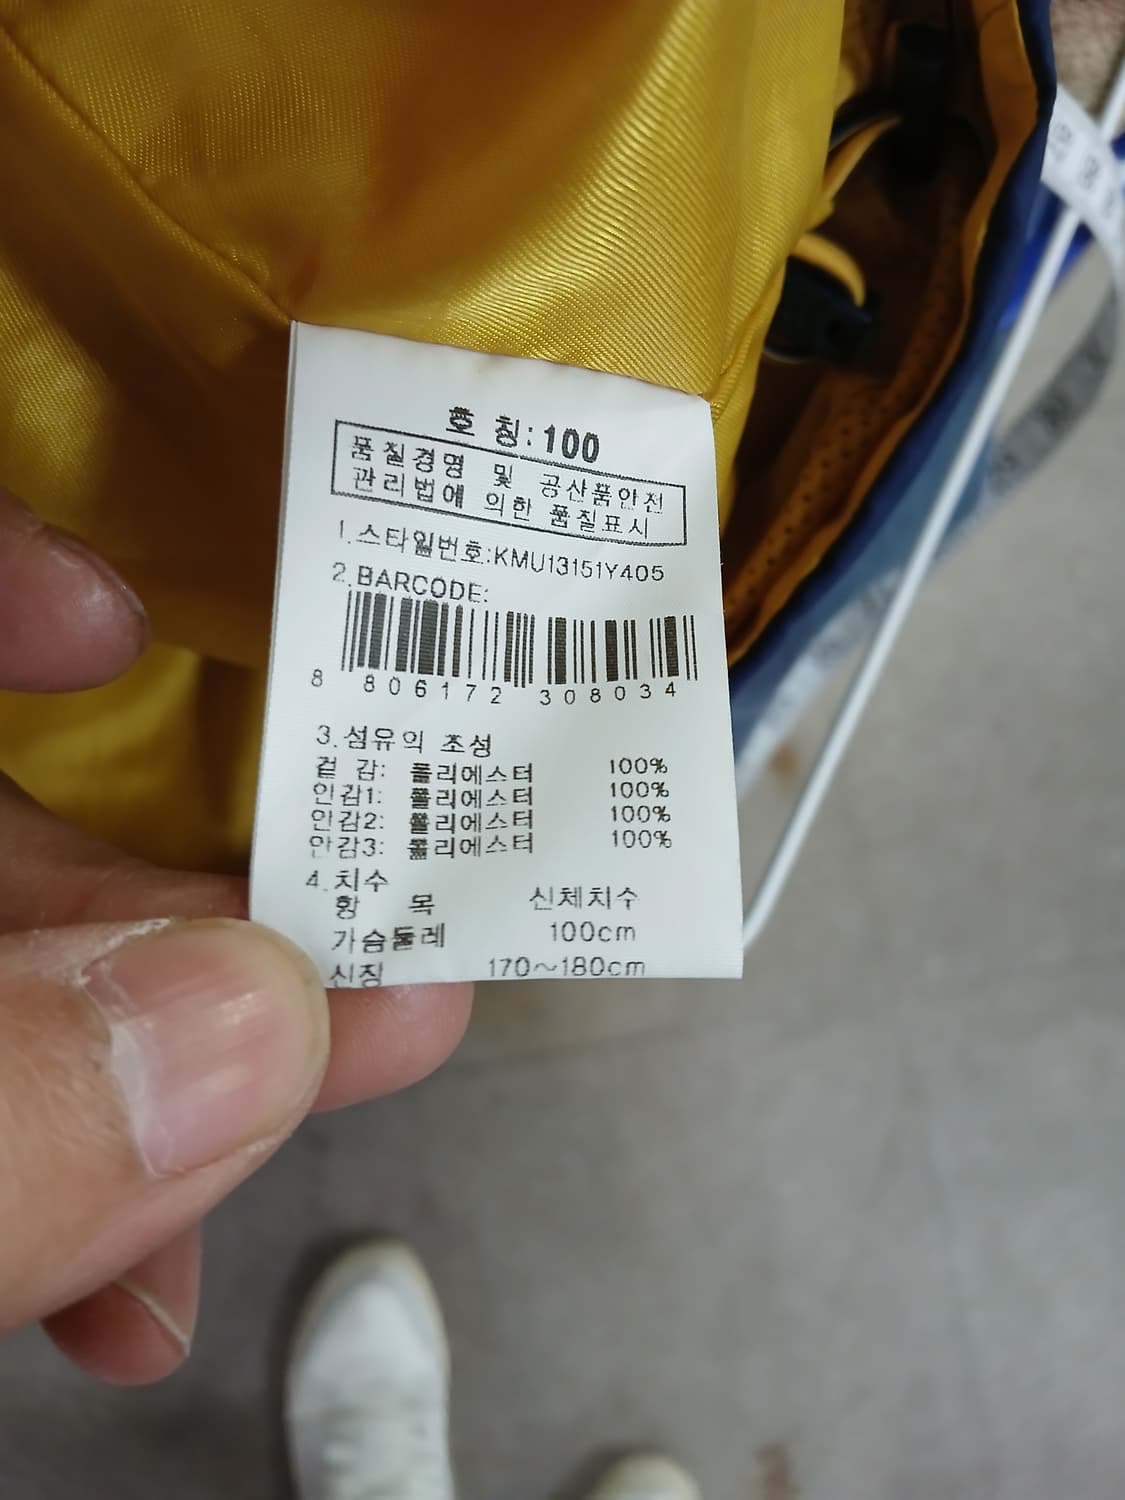 호 칭:100
품질경명 및 공산품안전
관리법에 의한 품질표시
1.스타일번호:KMU13151Y405
2.BARCODE:
8 806172 308034
3.섬유의 조성
겉 감: 폴리에스터 100%
안감1: 폴리에스터 100%
안감2: 폴리에스터 100%
안감3: 폴리에스터 100%
4.치수
항 목 신체치수
가슴둘레 100cm
신장 170~180cm